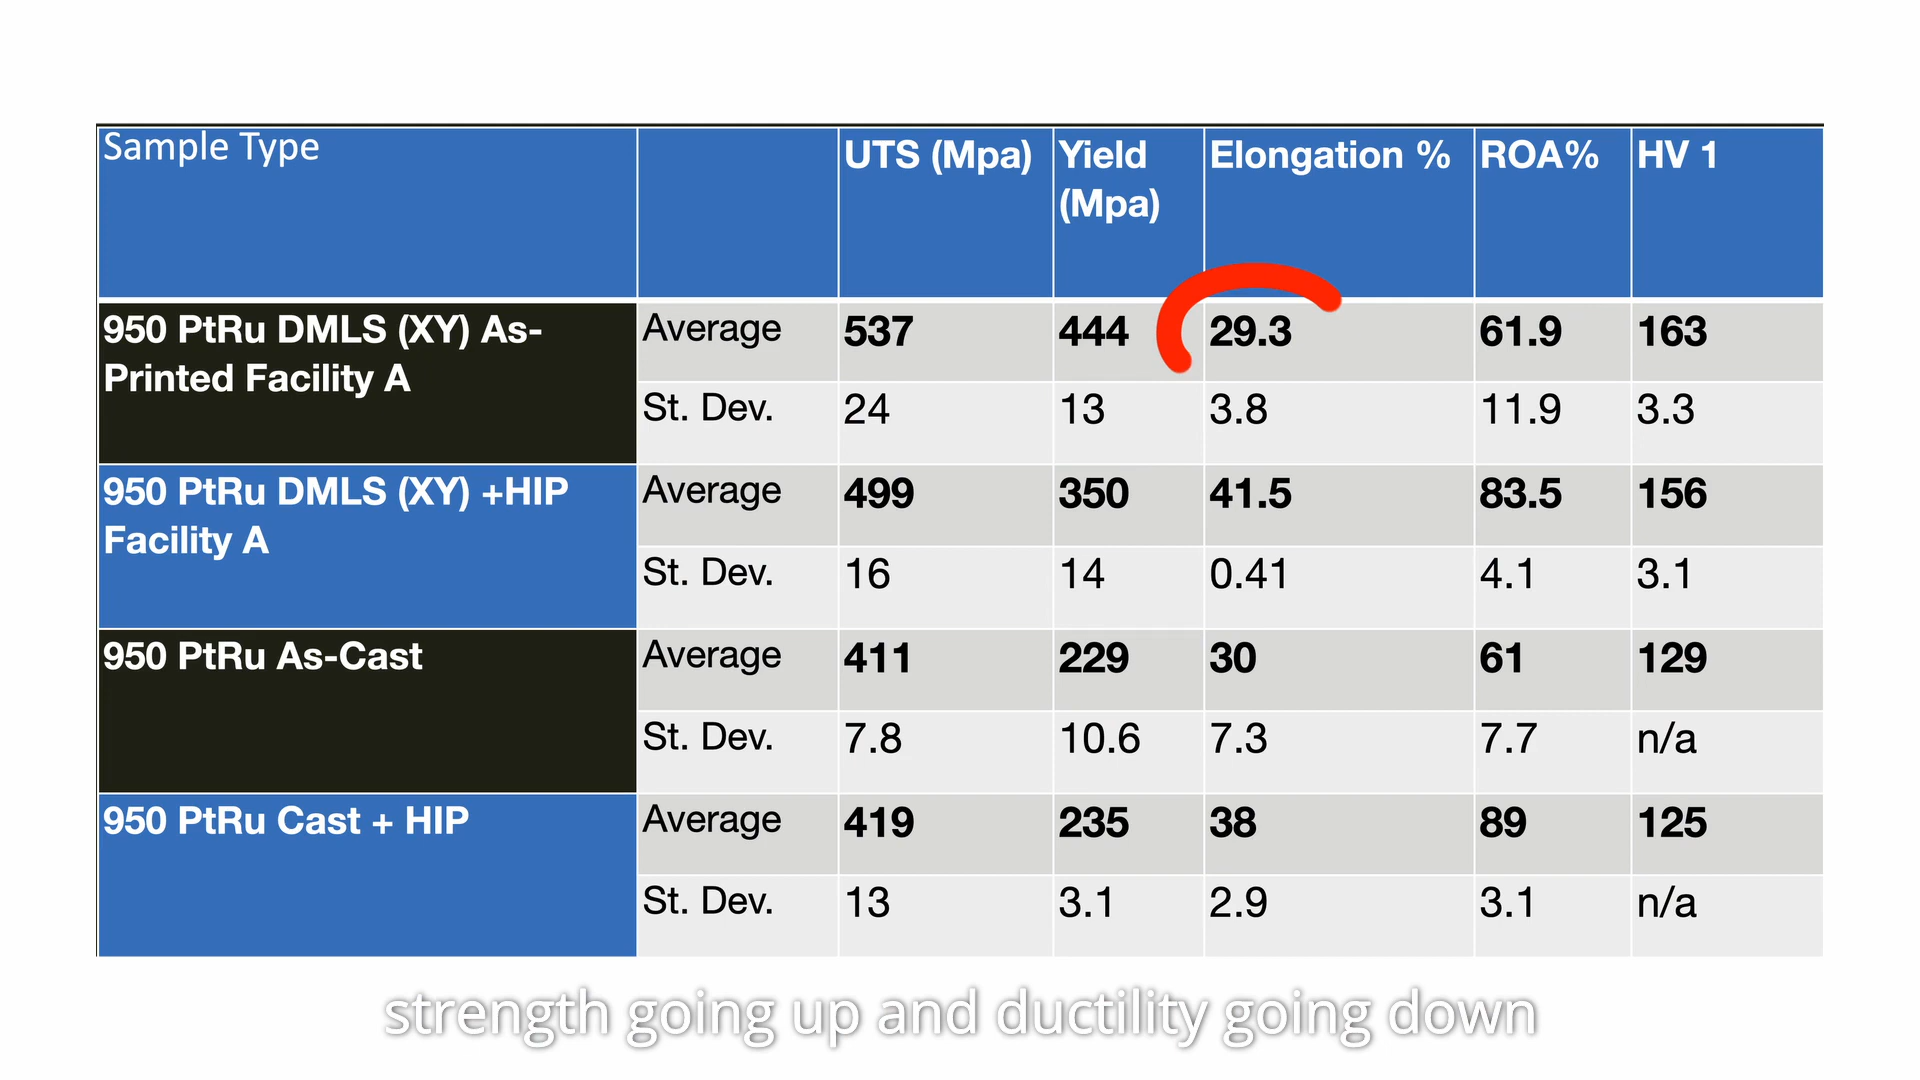 Sample Type UTS (Mpa) Yield (Mpa) Elongation % ROA% HV 1
950 PtRu DMLS (XY) As-Printed Facility A Average 537 444 29.3 61.9 163
St. Dev. 24 13 3.8 11.9 3.3
950 PtRu DMLS (XY) +HIP Facility A Average 499 350 41.5 83.5 156
St. Dev. 16 14 0.41 4.1 3.1
950 PtRu As-Cast Average 411 229 30 61 129
St. Dev. 7.8 10.6 7.3 7.7 n/a
950 PtRu Cast + HIP Average 419 235 38 89 125
St. Dev. 13 3.1 2.9 3.1 n/a
strength going up and ductility going down